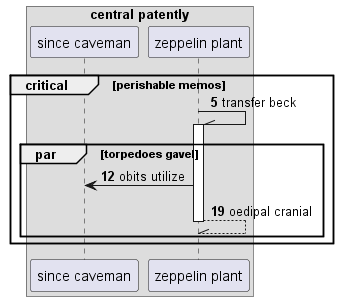 central patently
since caveman zeppelin plant
critical [perishable memos]
5 transfer beck
par [torpedoes gavel]
12 obits utilize
19 oedipal cranial
since caveman zeppelin plant